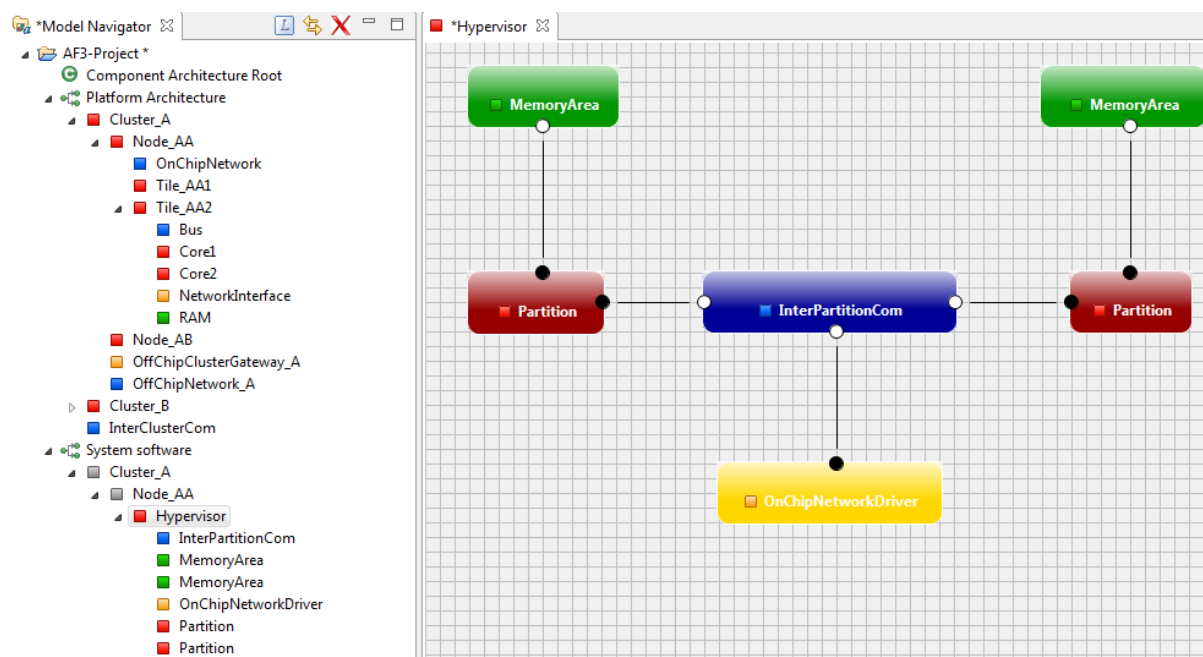 *Model Navigator
AF3-Project *
Component Architecture Root
Platform Architecture
Cluster_A
Node_AA
OnChipNetwork
Tile_AA1
Tile_AA2
Bus
Core1
Core2
NetworkInterface
RAM
Node_AB
OffChipClusterGateway_A
OffChipNetwork_A
Cluster_B
InterClusterCom
System software
Cluster_A
Node_AA
Hypervisor
InterPartitionCom
MemoryArea
MemoryArea
OnChipNetworkDriver
Partition
Partition
*Hypervisor
MemoryArea
MemoryArea
Partition
InterPartitionCom
Partition
OnChipNetworkDriver